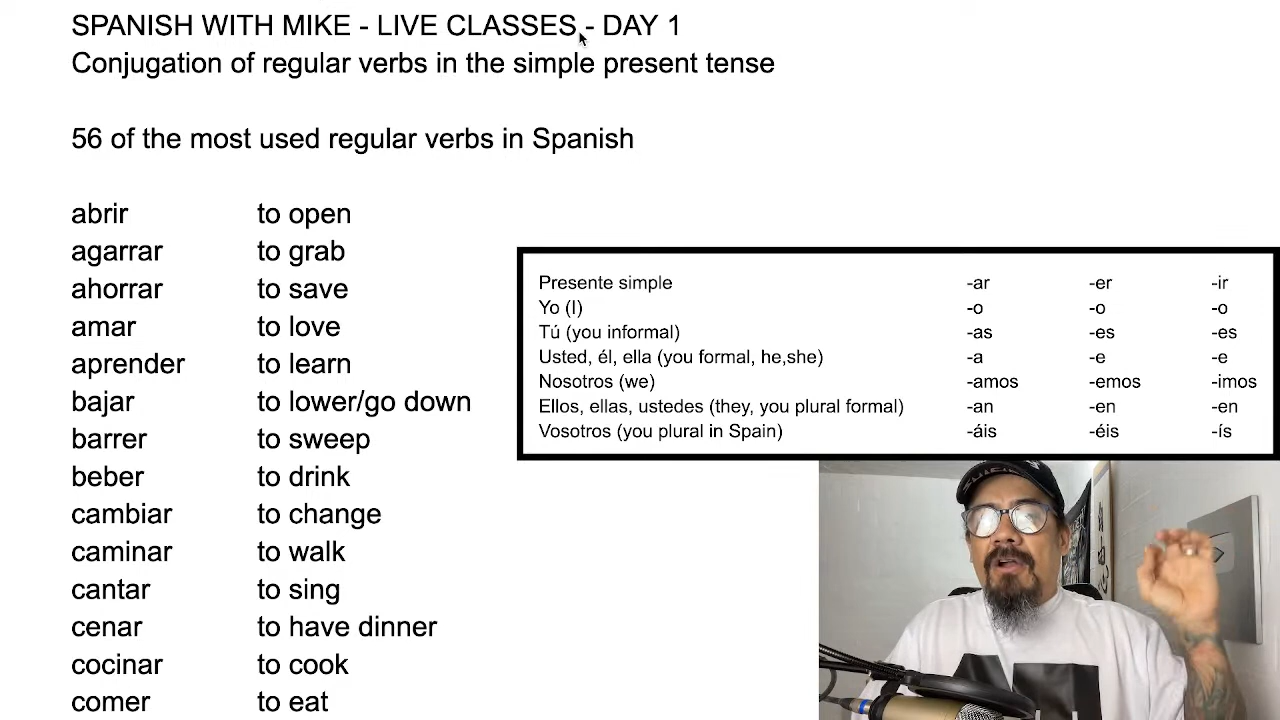 SPANISH WITH MIKE - LIVE CLASSES - DAY 1
Conjugation of regular verbs in the simple present tense
56 of the most used regular verbs in Spanish
abrir to open
agarrar to grab
ahorrar to save
amar to love
aprender to learn
bajar to lower/go down
barrer to sweep
beber to drink
cambiar to change
caminar to walk
cantar to sing
cenar to have dinner
cocinar to cook
comer to eat
Presente simple -ar -er -ir
Yo (I) -o -o -o
Tú (you informal) -as -es -es
Usted, él, ella (you formal, he,she) -a -e -e
Nosotros (we) -amos -emos -imos
Ellos, ellas, ustedes (they, you plural formal) -an -en -en
Vosotros (you plural in Spain) -áis -éis -ís